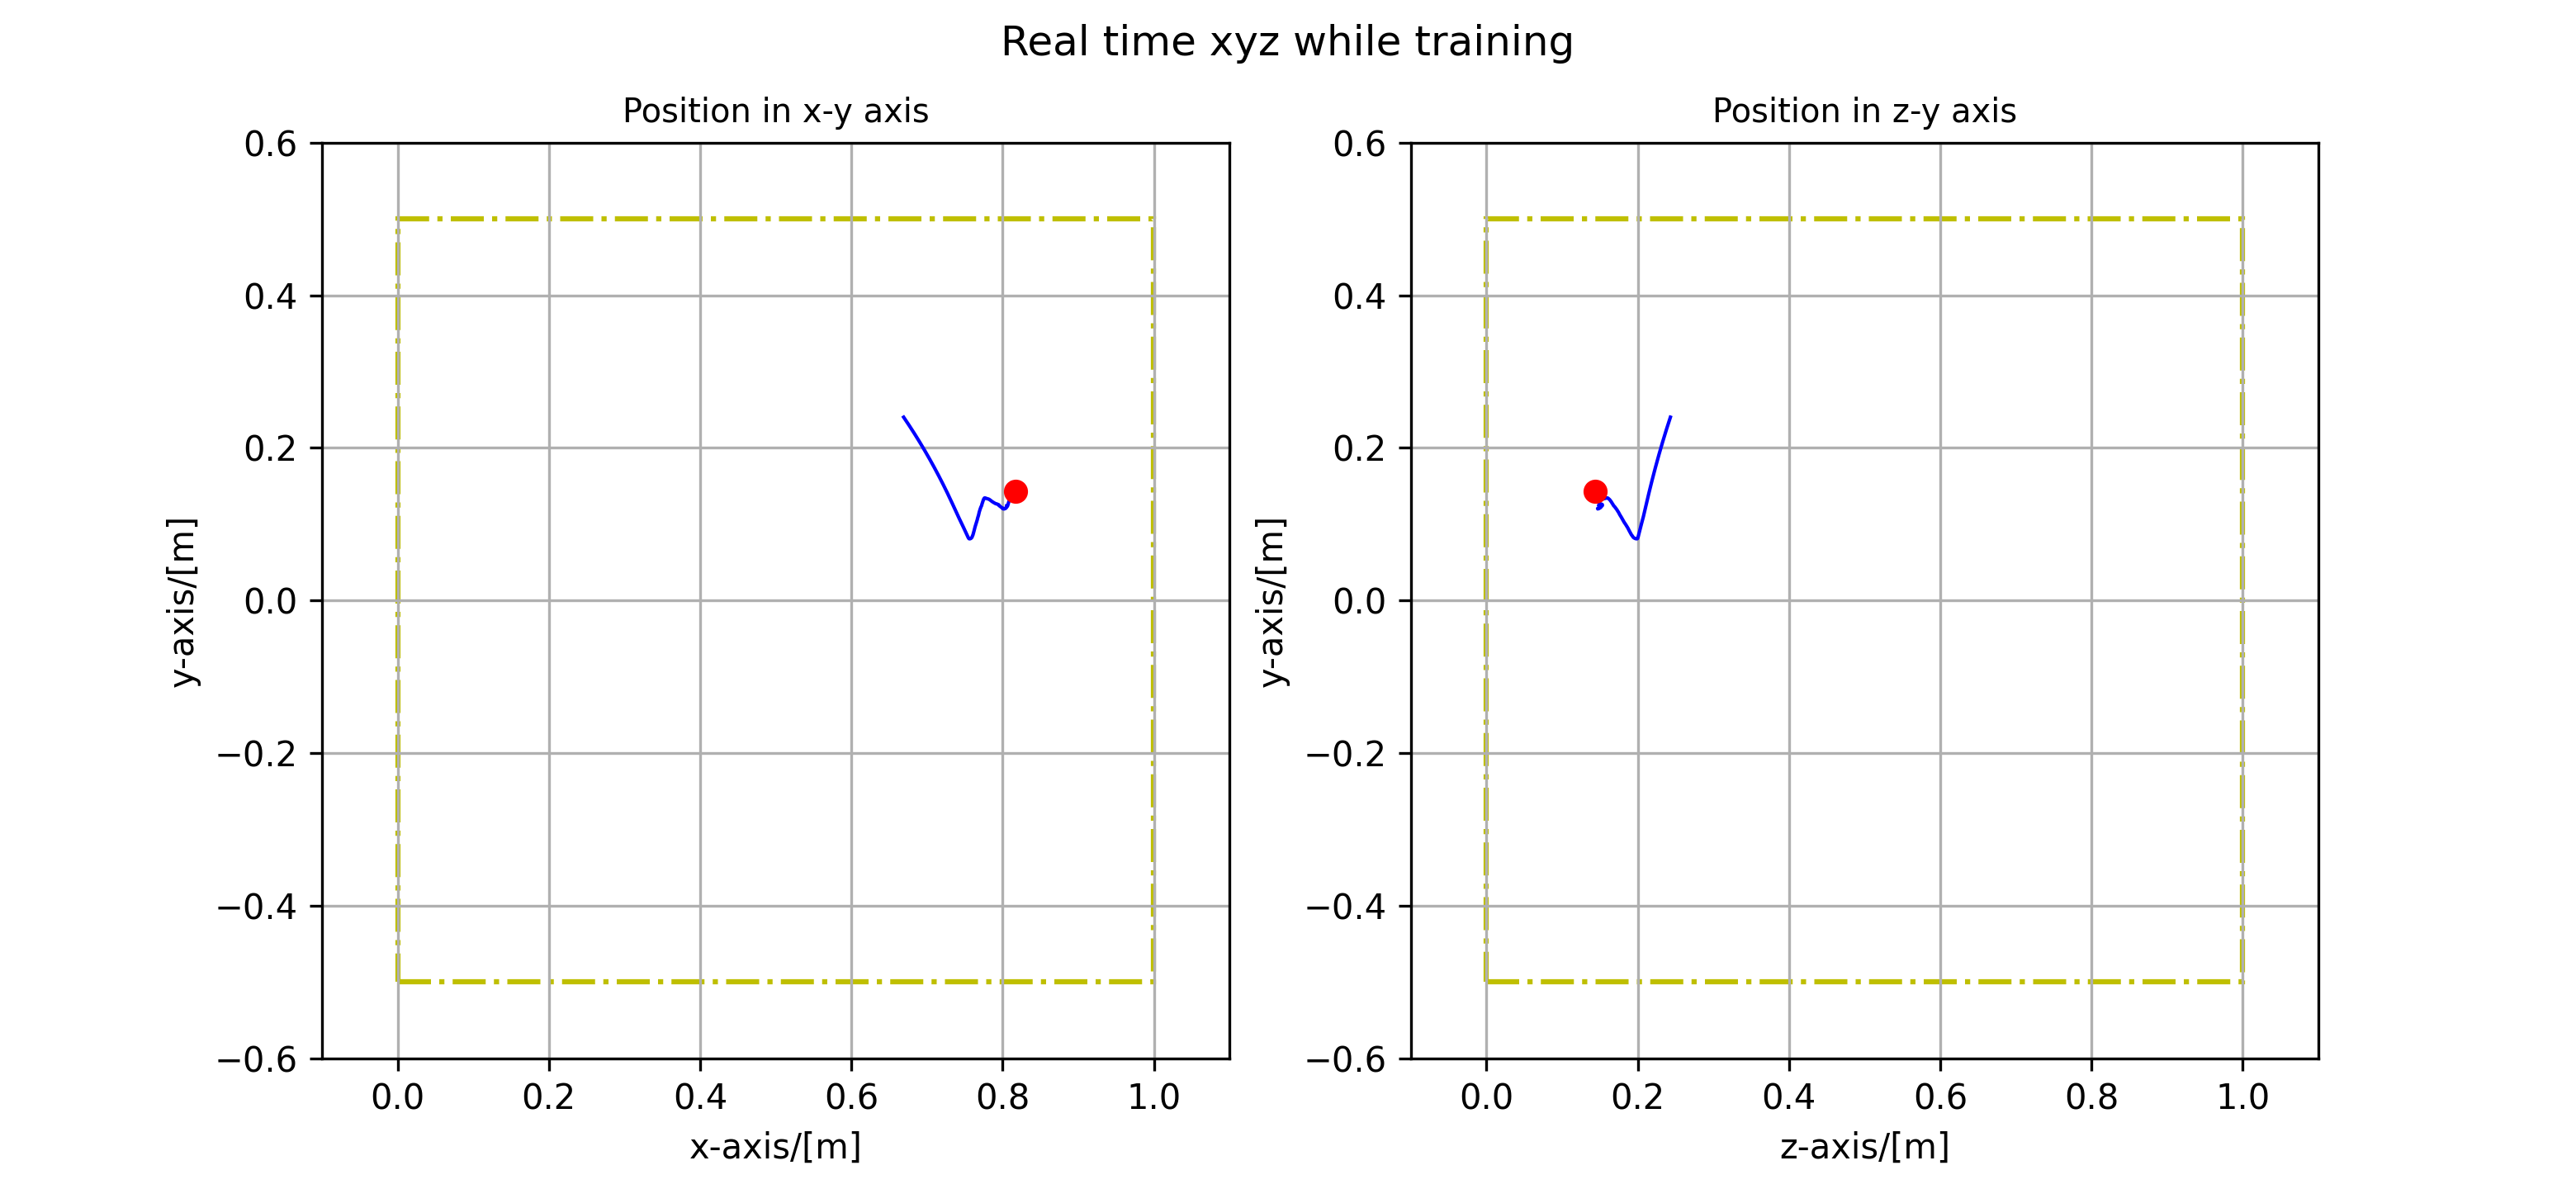 Real time xyz while training
Position in x-y axis
0.6
0.4
0.2
0.0
−0.2
−0.4
−0.6
y-axis/[m]
0.0 0.2 0.4 0.6 0.8 1.0
x-axis/[m]
Position in z-y axis
0.6
0.4
0.2
0.0
−0.2
−0.4
−0.6
y-axis/[m]
0.0 0.2 0.4 0.6 0.8 1.0
z-axis/[m]